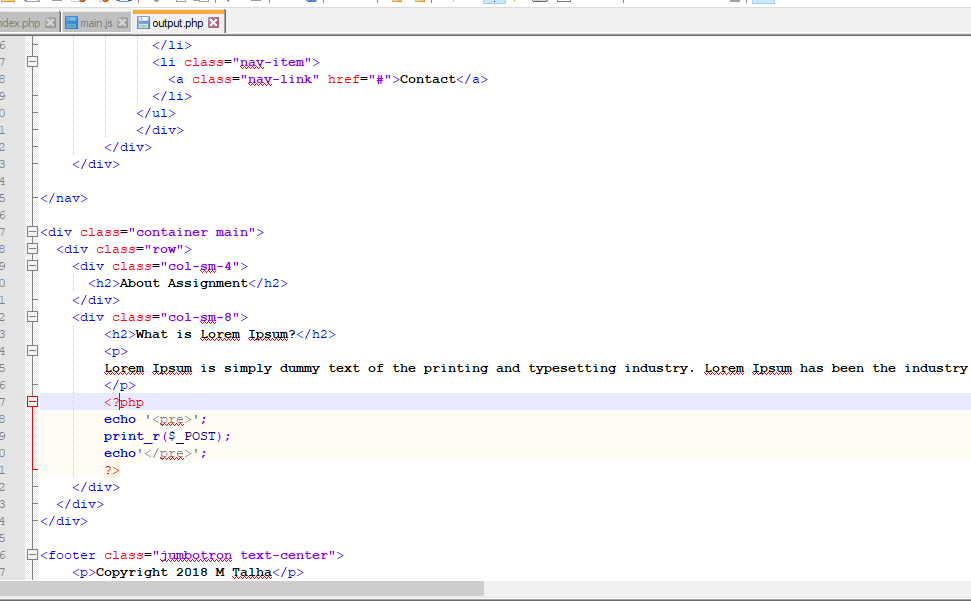 ndex.php main.js output.php
6 </li>
7 <li class="nav-item">
8 <a class="nav-link" href="#">Contact</a>
9 </li>
0 </ul>
1 </div>
2 </div>
3 </div>
4
5 </nav>
6
7 <div class="container main">
8 <div class="row">
9 <div class="col-sm-4">
0 <h2>About Assignment</h2>
1 </div>
2 <div class="col-sm-8">
3 <h2>What is Lorem Ipsum?</h2>
4 <p>
5 Lorem Ipsum is simply dummy text of the printing and typesetting industry. Lorem Ipsum has been the industry
6 </p>
7 <?php
8 echo '<pre>';
9 print_r($_POST);
0 echo'</pre>';
1 ?>
2 </div>
3 </div>
4 </div>
5
6 <footer class="jumbotron text-center">
7 <p>Copyright 2018 M Talha</p>